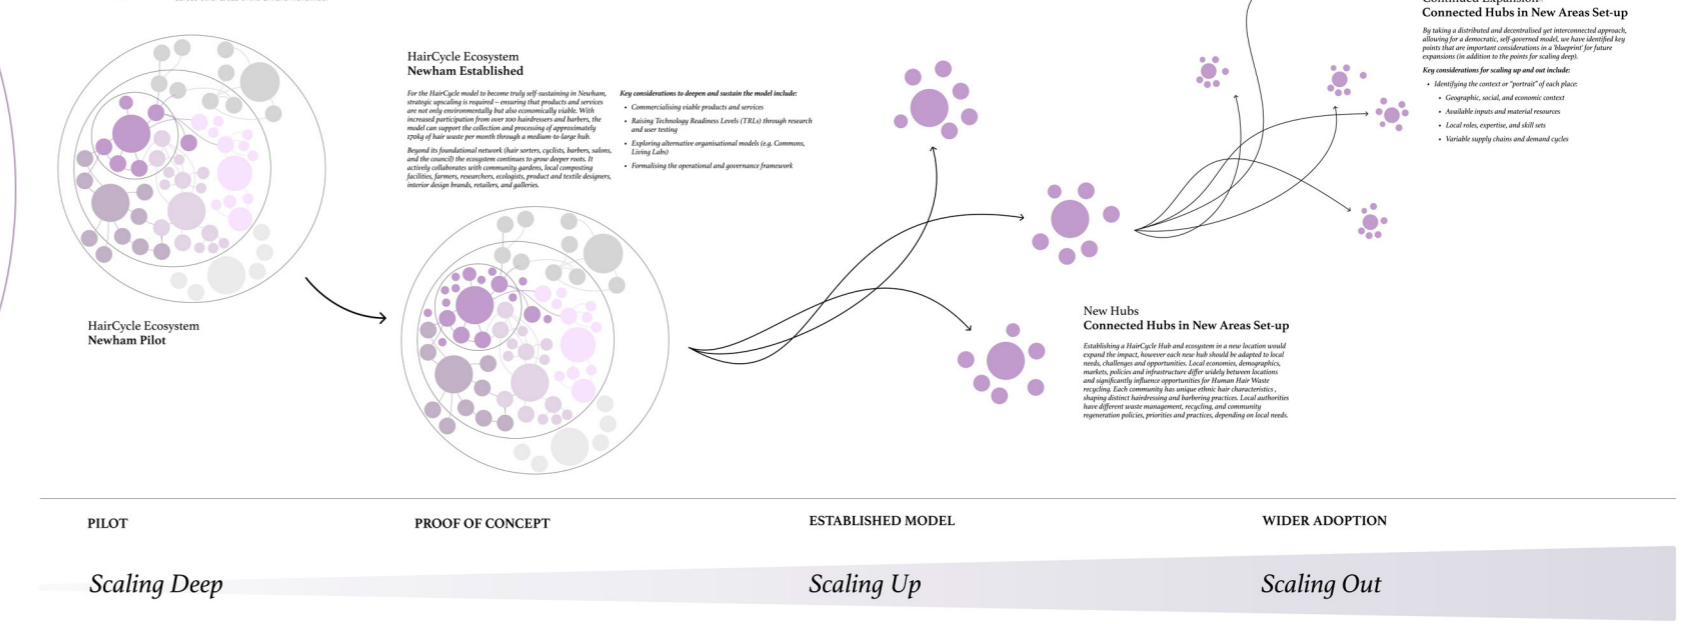 HairCycle Ecosystem
Newham Pilot
HairCycle Ecosystem
Newham Established
For the HairCycle model to become truly self-sustaining in Newham,
strategic upscaling is required – ensuring that products and services
are not only environmentally but also economically viable. With
increased participation from over 100 hairdressers and barbers, the
model can support the collection and processing of approximately
270kg of hair waste per month through a medium-to-large hub.
Beyond its foundational network (hair sorters, cyclists, barbers, salons,
and the council) the ecosystem continues to grow deeper roots. It
actively collaborates with community gardens, local composting
facilities, farmers, researchers, ecologists, product and textile designers,
interior design brands, retailers, and galleries.
Key considerations to deepen and sustain the model include:
• Commercialising viable products and services
• Raising Technology Readiness Levels (TRLs) through research
and user testing
• Exploring alternative organisational models (e.g. Commons,
Living Labs)
• Formalising the operational and governance framework
New Hubs
Connected Hubs in New Areas Set-up
Establishing a HairCycle Hub and ecosystem in a new location would
expand the impact, however each new hub should be adapted to local
needs, challenges and opportunities. Local economies, demographics,
markets, policies and infrastructure differ widely between locations
and significantly influence opportunities for Human Hair Waste
recycling. Each community has unique ethnic hair characteristics ,
shaping distinct hairdressing and barbering practices. Local authorities
have different waste management, recycling, and community
regeneration policies, priorities and practices, depending on local needs.
Continued Expansion
Connected Hubs in New Areas Set-up
By taking a distributed and decentralised yet interconnected approach,
allowing for a democratic, self-governed model, we have identified key
points that are important considerations in a 'blueprint' for future
expansions (in addition to the points for scaling deep).
Key considerations for scaling up and out include:
• Identifying the context or "portrait" of each place:
• Geographic, social, and economic context
• Available inputs and material resources
• Local roles, expertise, and skill sets
• Variable supply chains and demand cycles
PILOT
PROOF OF CONCEPT
ESTABLISHED MODEL
WIDER ADOPTION
Scaling Deep
Scaling Up
Scaling Out